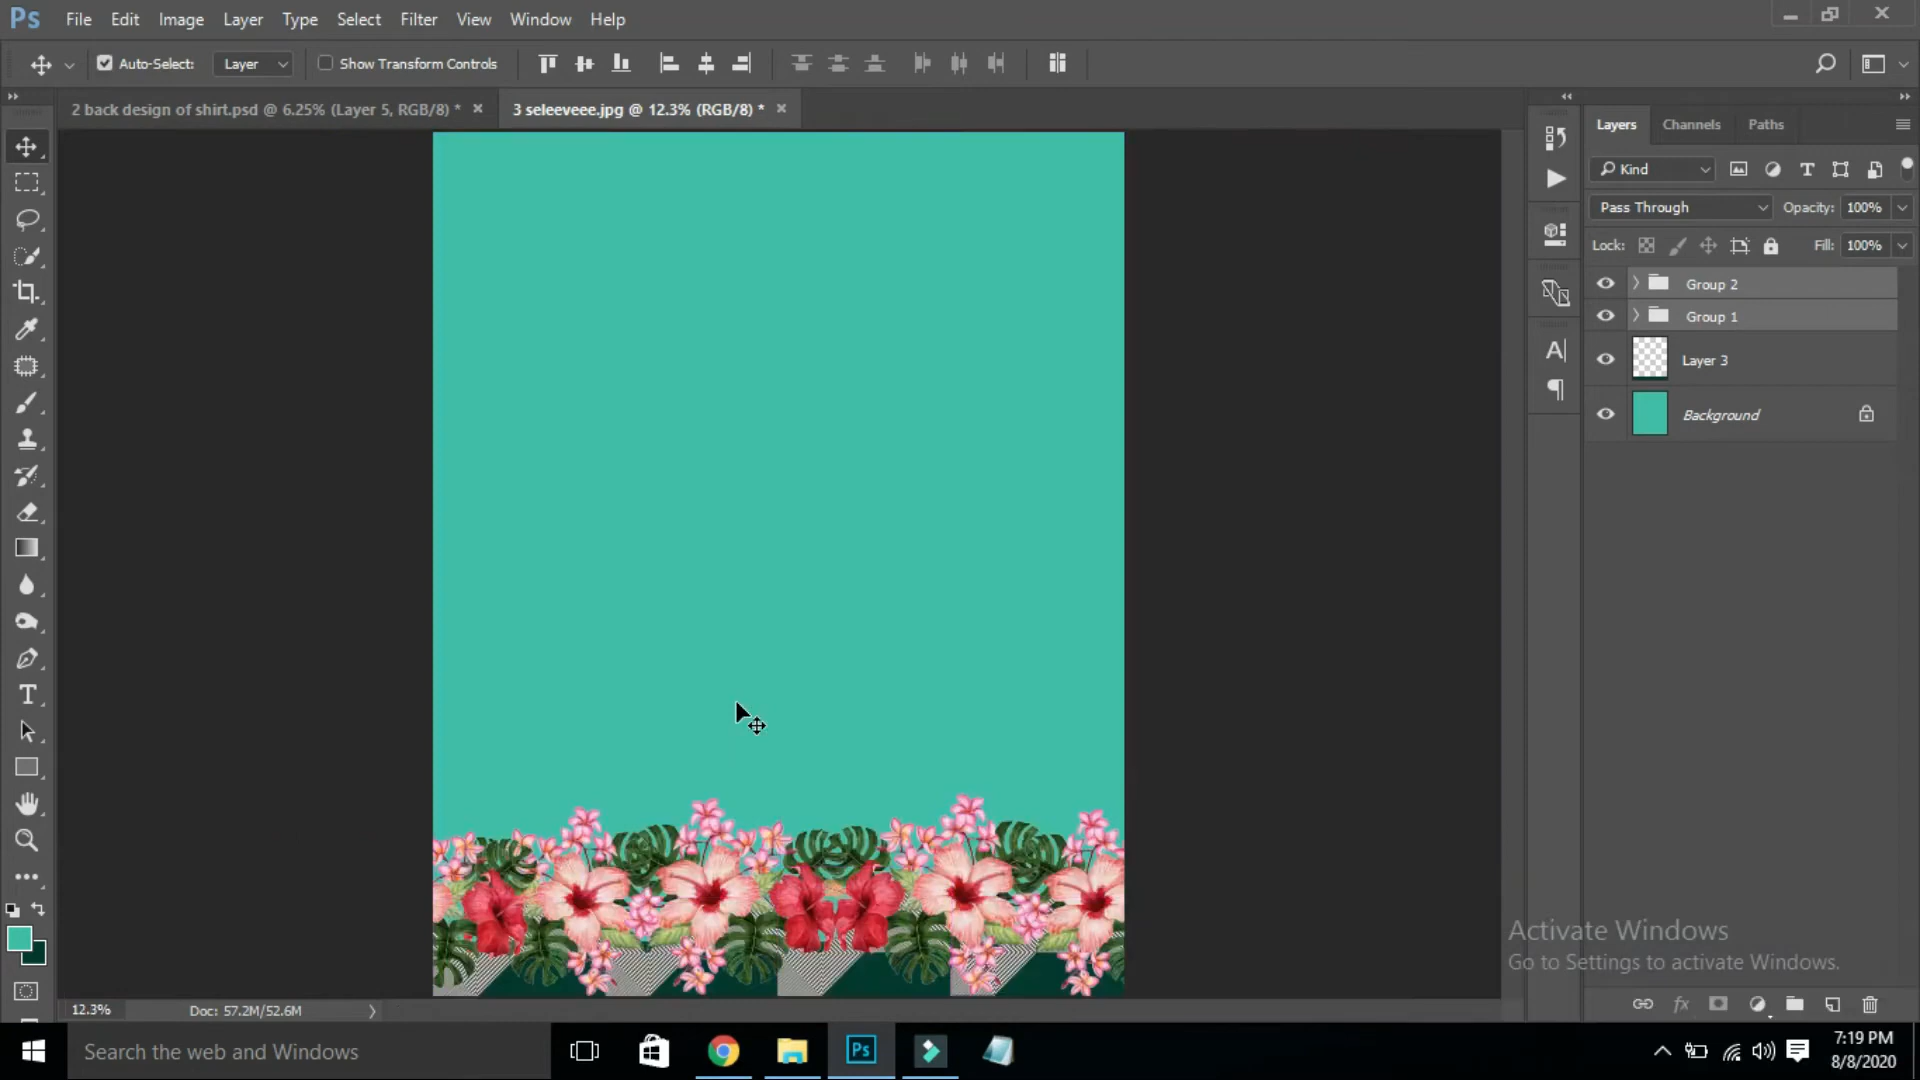 Ps File Edit Image Layer Type Select Filter View Window Help
Auto-Select: Layer Show Transform Controls
2 back design of shirt.psd @ 6.25% (Layer 5, RGB/8) *
3 seleeveee.jpg @ 12.3% (RGB/8) *
Layers Channels Paths
Kind
Pass Through Opacity: 100%
Lock: Fill: 100%
Group 2
Group 1
Layer 3
Background
Activate Windows
Go to Settings to activate Windows.
12.3% Doc: 57.2M/52.6M
Search the web and Windows
Ps
7:19 PM
8/8/2020